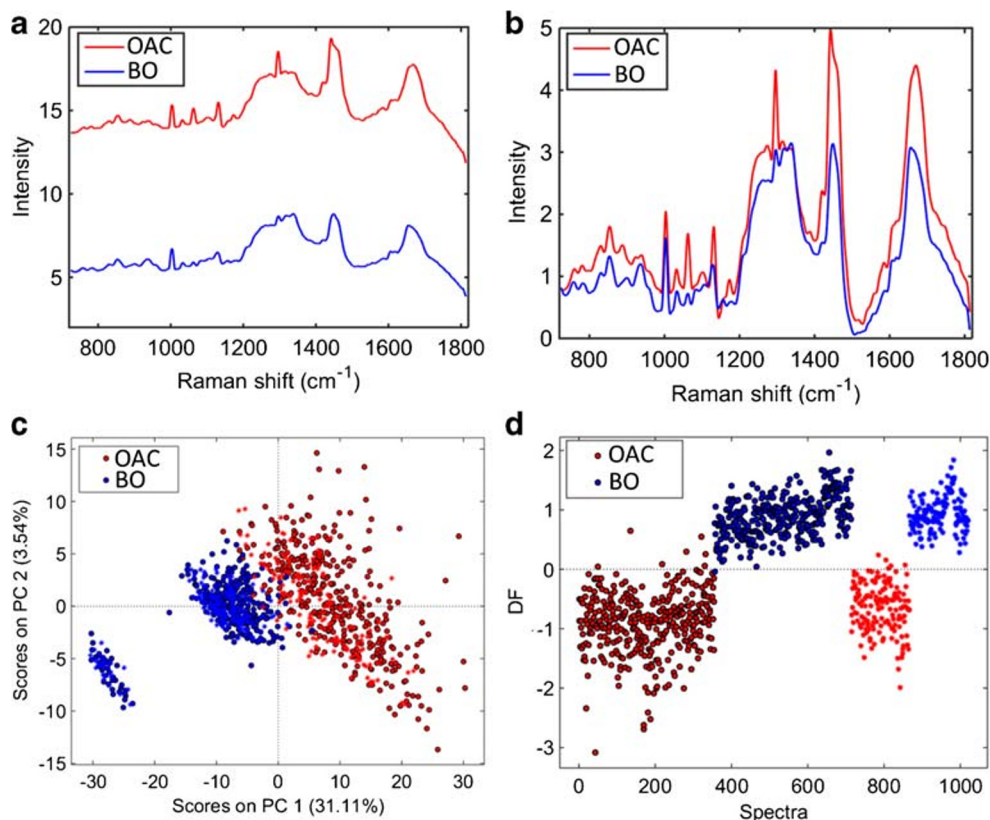 a
20
15
10
5
Intensity
OAC
BO
800 1000 1200 1400 1600 1800
Raman shift (cm-1)
b
5
4
3
2
1
0
Intensity
OAC
BO
800 1000 1200 1400 1600 1800
Raman shift (cm-1)
c
15
10
5
0
-5
-10
-15
Scores on PC 2 (3.54%)
OAC
BO
-30 -20 -10 0 10 20 30
Scores on PC 1 (31.11%)
d
2
1
0
-1
-2
-3
DF
OAC
BO
0 200 400 600 800 1000
Spectra